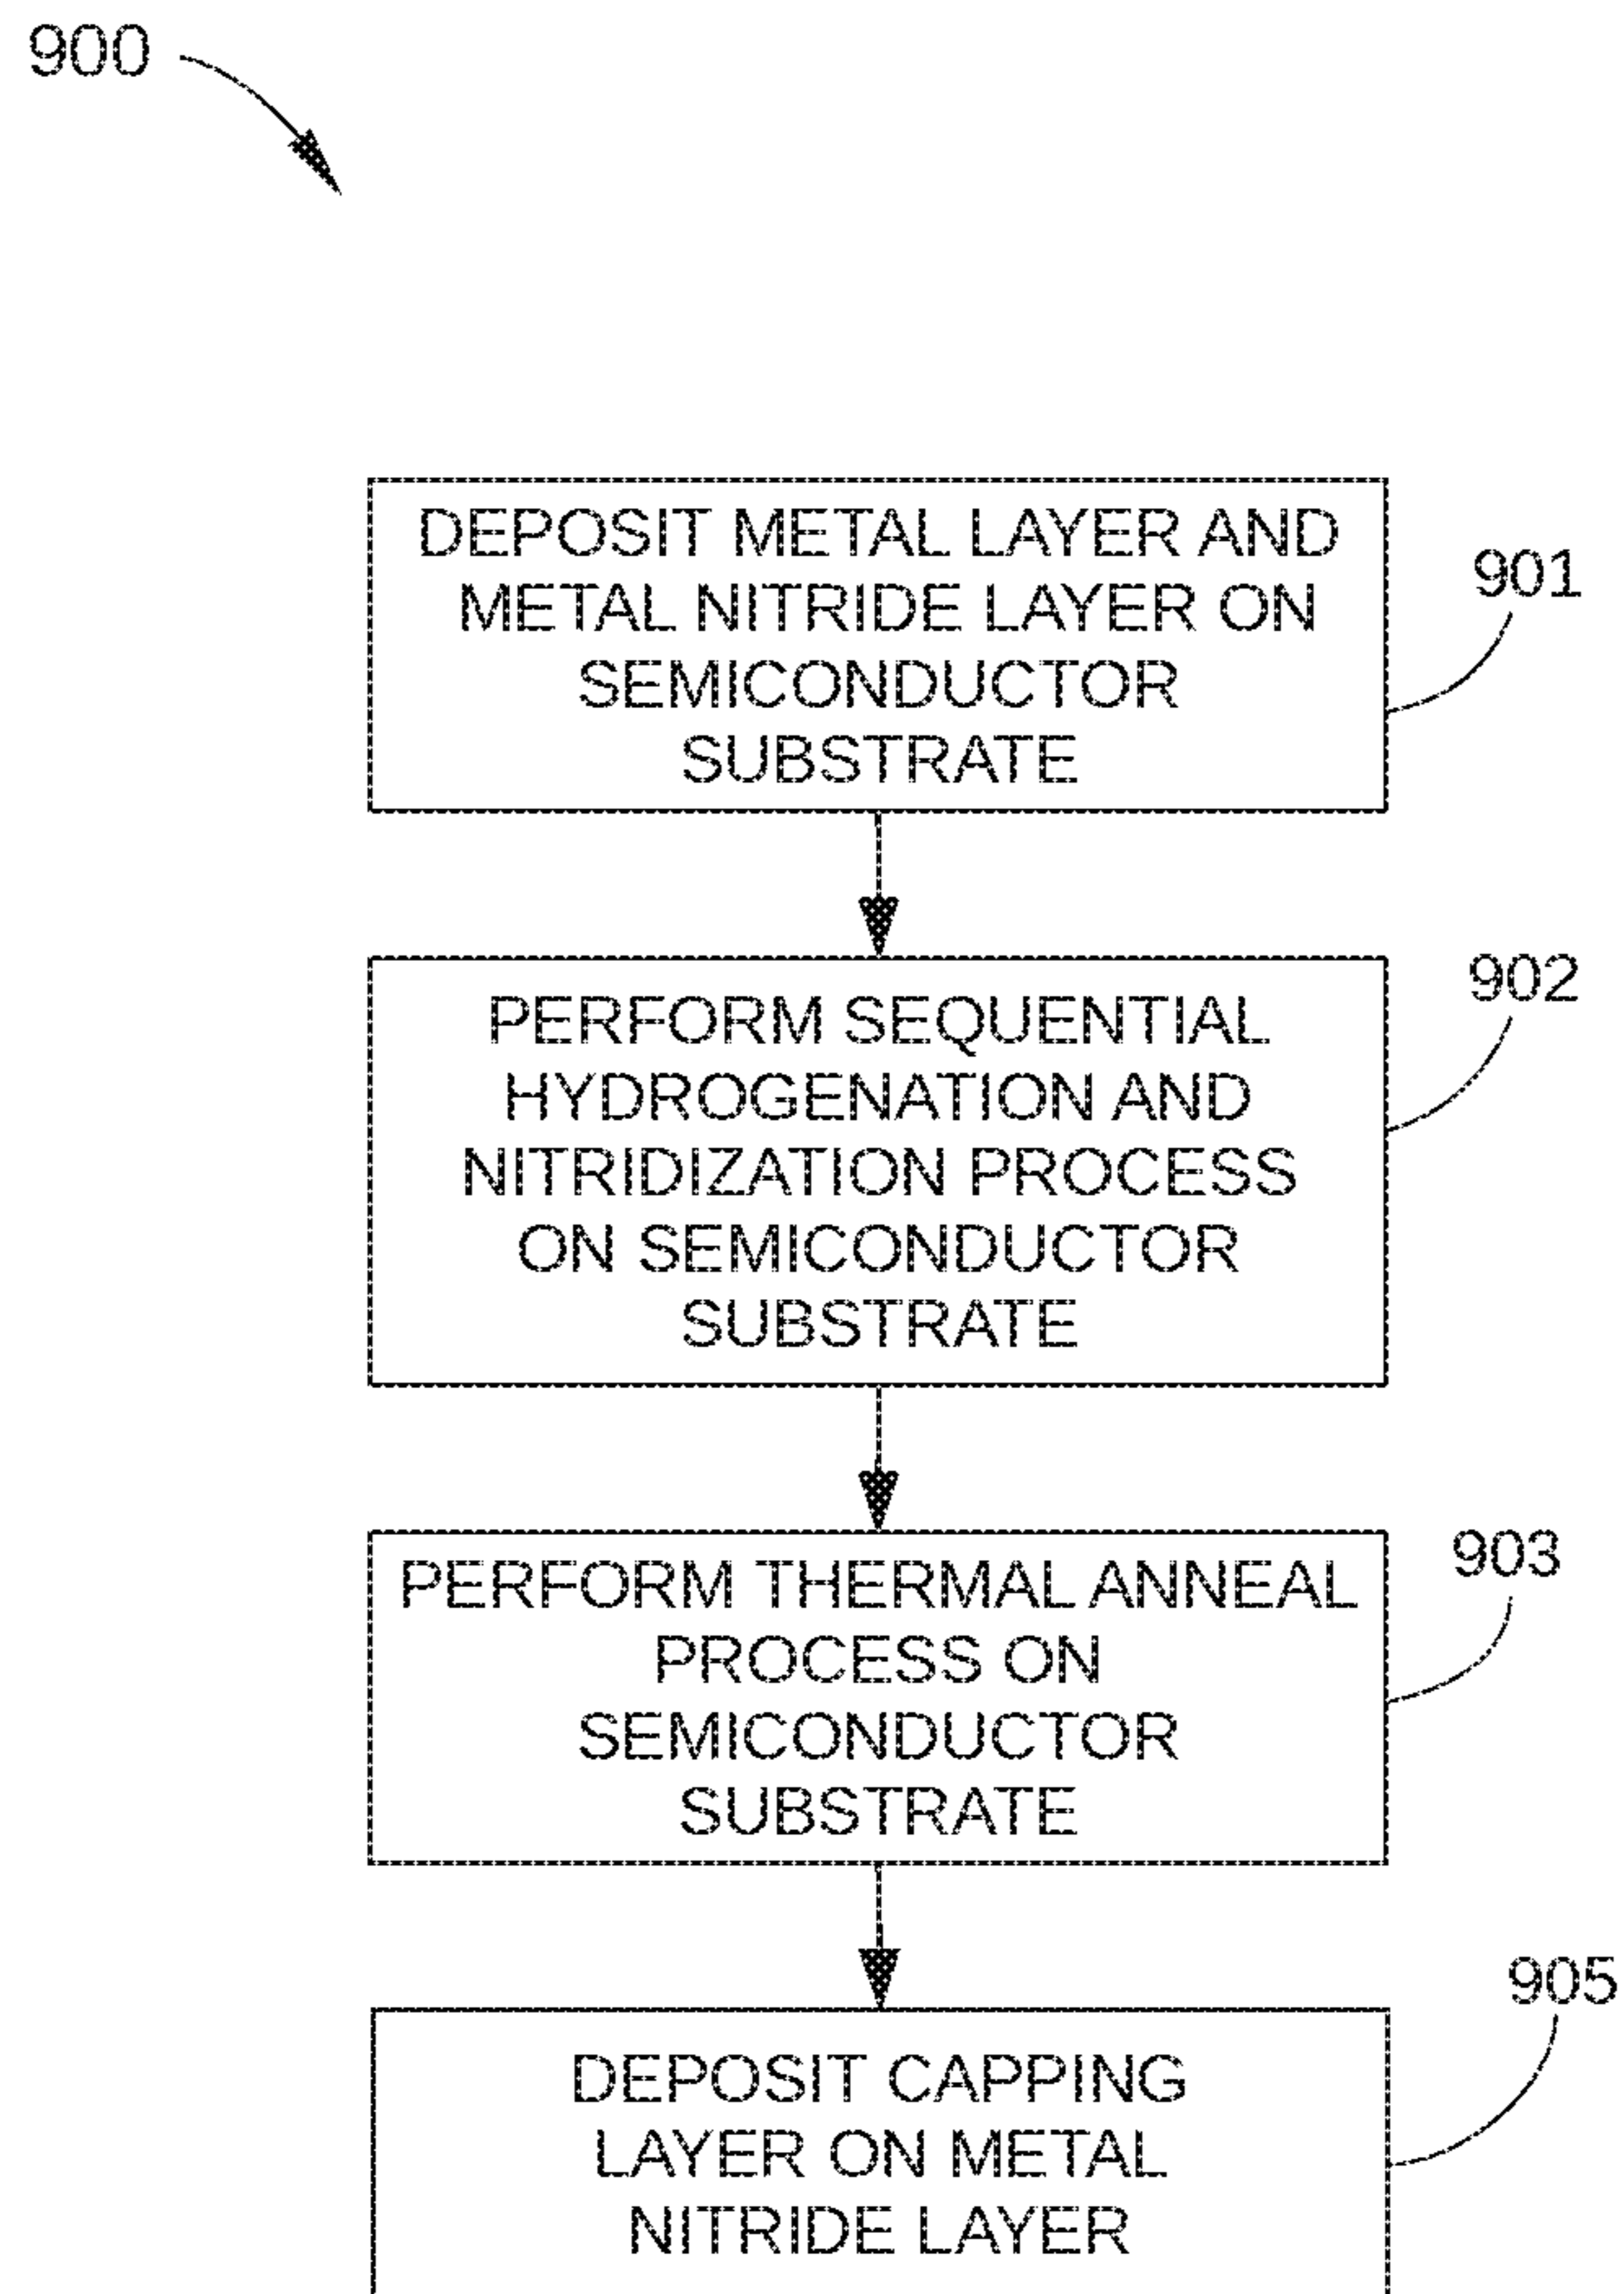 900
DEPOSIT METAL LAYER AND
METAL NITRIDE LAYER ON
SEMICONDUCTOR
SUBSTRATE
901
PERFORM SEQUENTIAL
HYDROGENATION AND
NITRIDIZATION PROCESS
ON SEMICONDUCTOR
SUBSTRATE
902
PERFORM THERMAL ANNEAL
PROCESS ON
SEMICONDUCTOR
SUBSTRATE
903
DEPOSIT CAPPING
LAYER ON METAL
NITRIDE LAYER
905